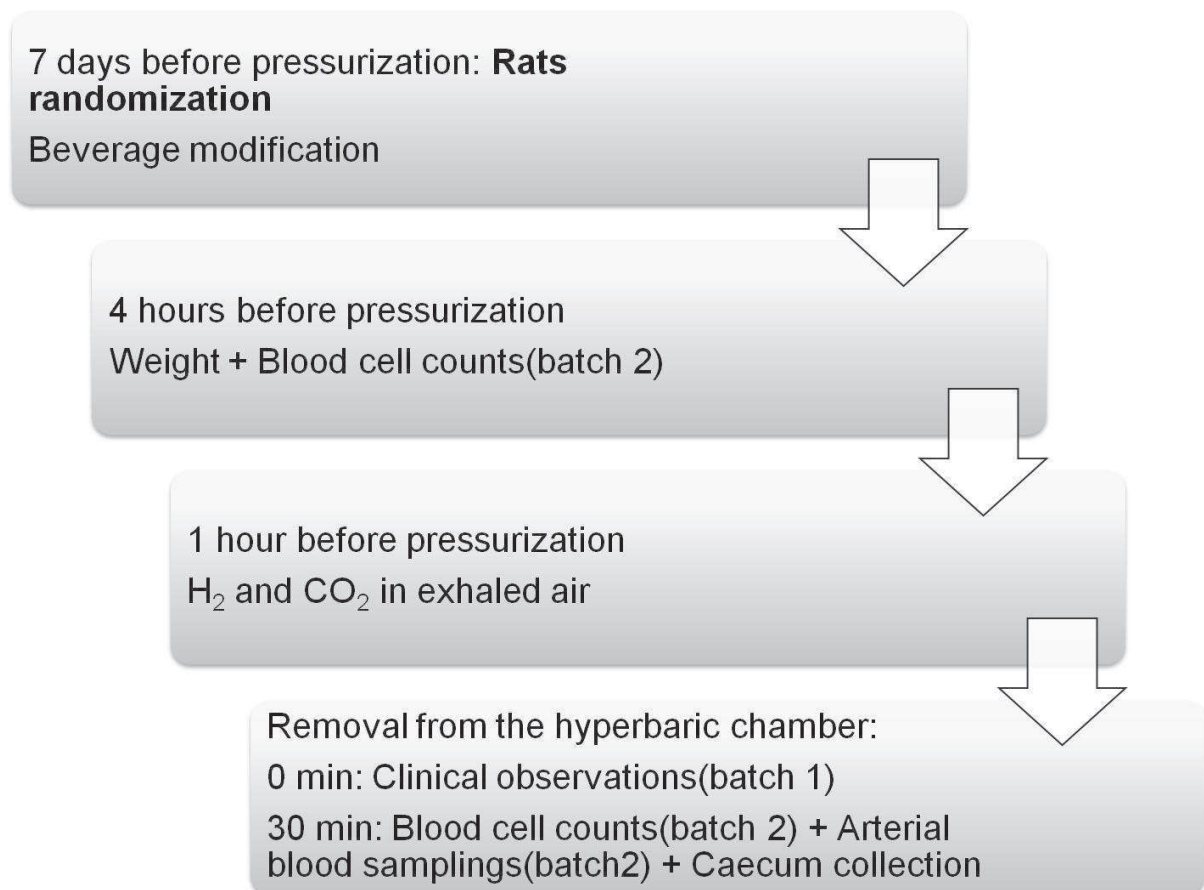 7 days before pressurization: Rats
randomization
Beverage modification
4 hours before pressurization
Weight + Blood cell counts(batch 2)
1 hour before pressurization
H₂ and CO₂ in exhaled air
Removal from the hyperbaric chamber:
0 min: Clinical observations(batch 1)
30 min: Blood cell counts(batch 2) + Arterial
blood samplings(batch2) + Caecum collection